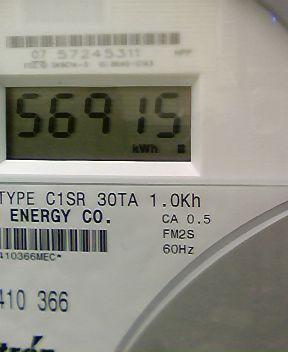 07 57245311
56915
kWh
TYPE C1SR 30TA 1.0Kh
ENERGY CO.
CA 0.5
FM2S
60Hz
410366MEC*
410 366